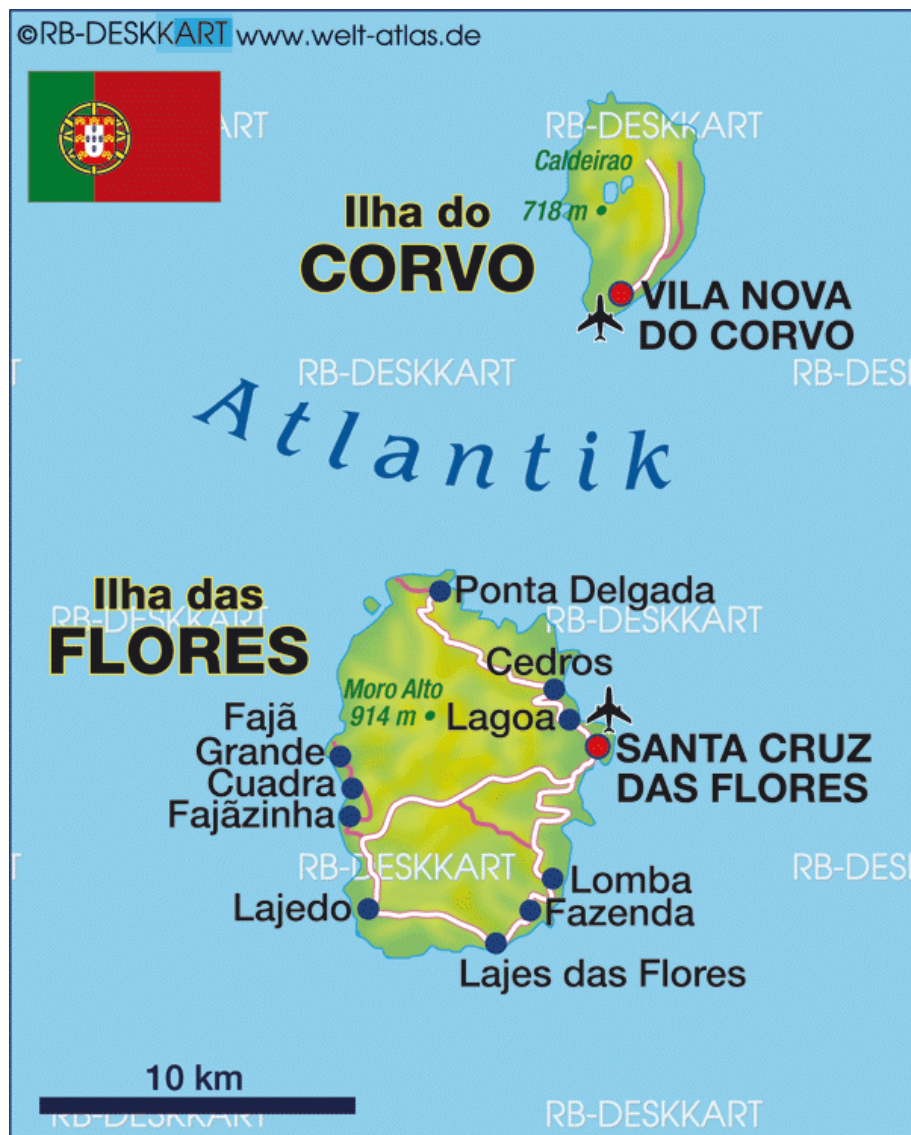 ©RB-DESKKART www.welt-atlas.de
RB-DESKKART
Caldeirao
718 m
Ilha do
CORVO
VILA NOVA
DO CORVO
RB-DESKKART
Atlantik
Ilha das
FLORES
RB-DESKKART
RB-DESKKART
Ponta Delgada
Cedros
Moro Alto
914 m
Lagoa
SANTA CRUZ
DAS FLORES
Fajã
Grande
Cuadra
Fajãzinha
RB-DESKKART
Lomba
Fazenda
Lajedo
Lajes das Flores
10 km
RB-DESKKART
RB-DESKKART